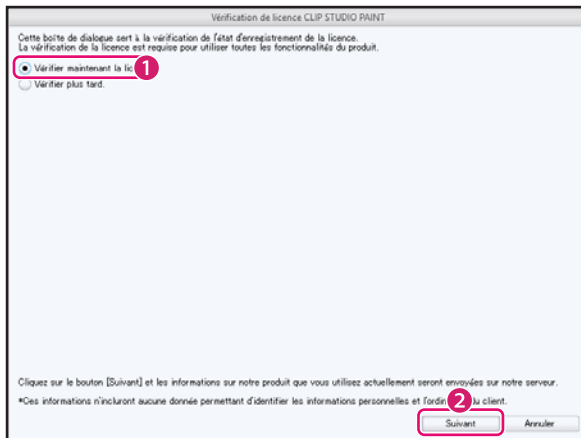 Vérification de licence CLIP STUDIO PAINT
Cette boîte de dialogue sert à la vérification de l'état d'enregistrement de la licence.
La vérification de la licence est requise pour utiliser toutes les fonctionnalités du produit.
Vérifier maintenant la 1
Vérifier plus tard.
Cliquez sur le bouton [Suivant] et les informations sur notre produit que vous utilisez actuellement seront envoyées sur notre serveur.
*Ces informations n'incluront aucune donnée permettant d'identifier les informations personnelles et du client.
2
Suivant Annuler